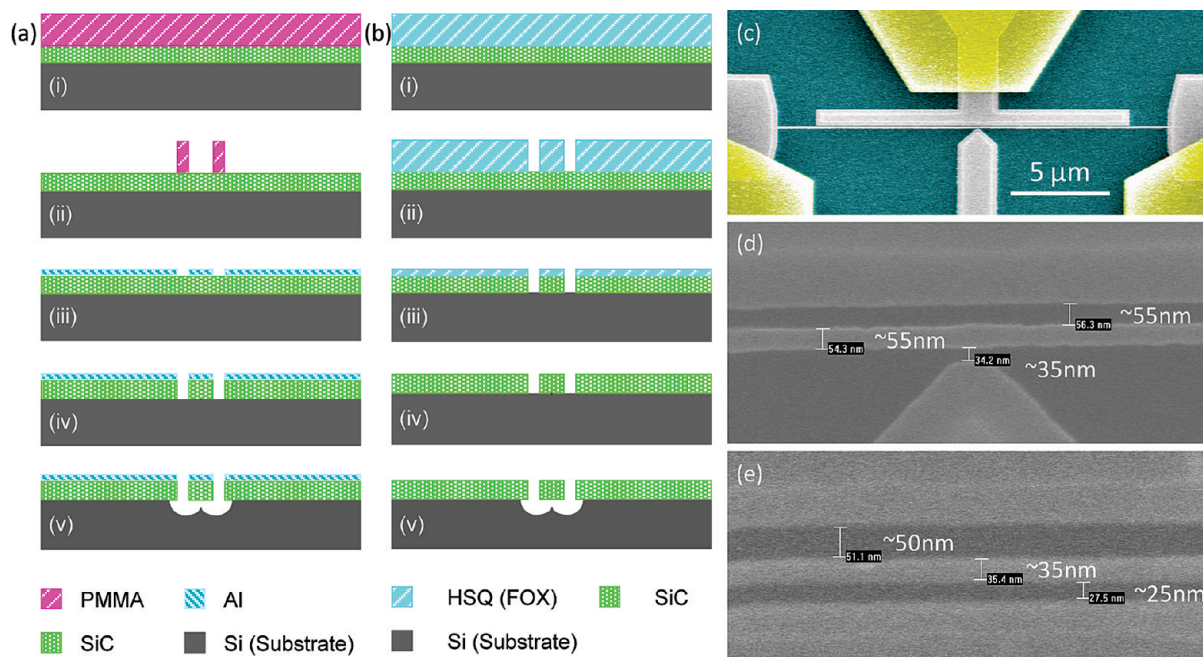 (a)
(i)
(ii)
(iii)
(iv)
(v)
PMMA
Al
SiC
Si (Substrate)
(b)
(i)
(ii)
(iii)
(iv)
(v)
HSQ (FOX)
SiC
Si (Substrate)
(c)
5 μm
(d)
56.3 nm
~55nm
54.3 nm
~55nm
34.2 nm
~35nm
(e)
51.1 nm
~50nm
35.4 nm
~35nm
27.5 nm
~25nm